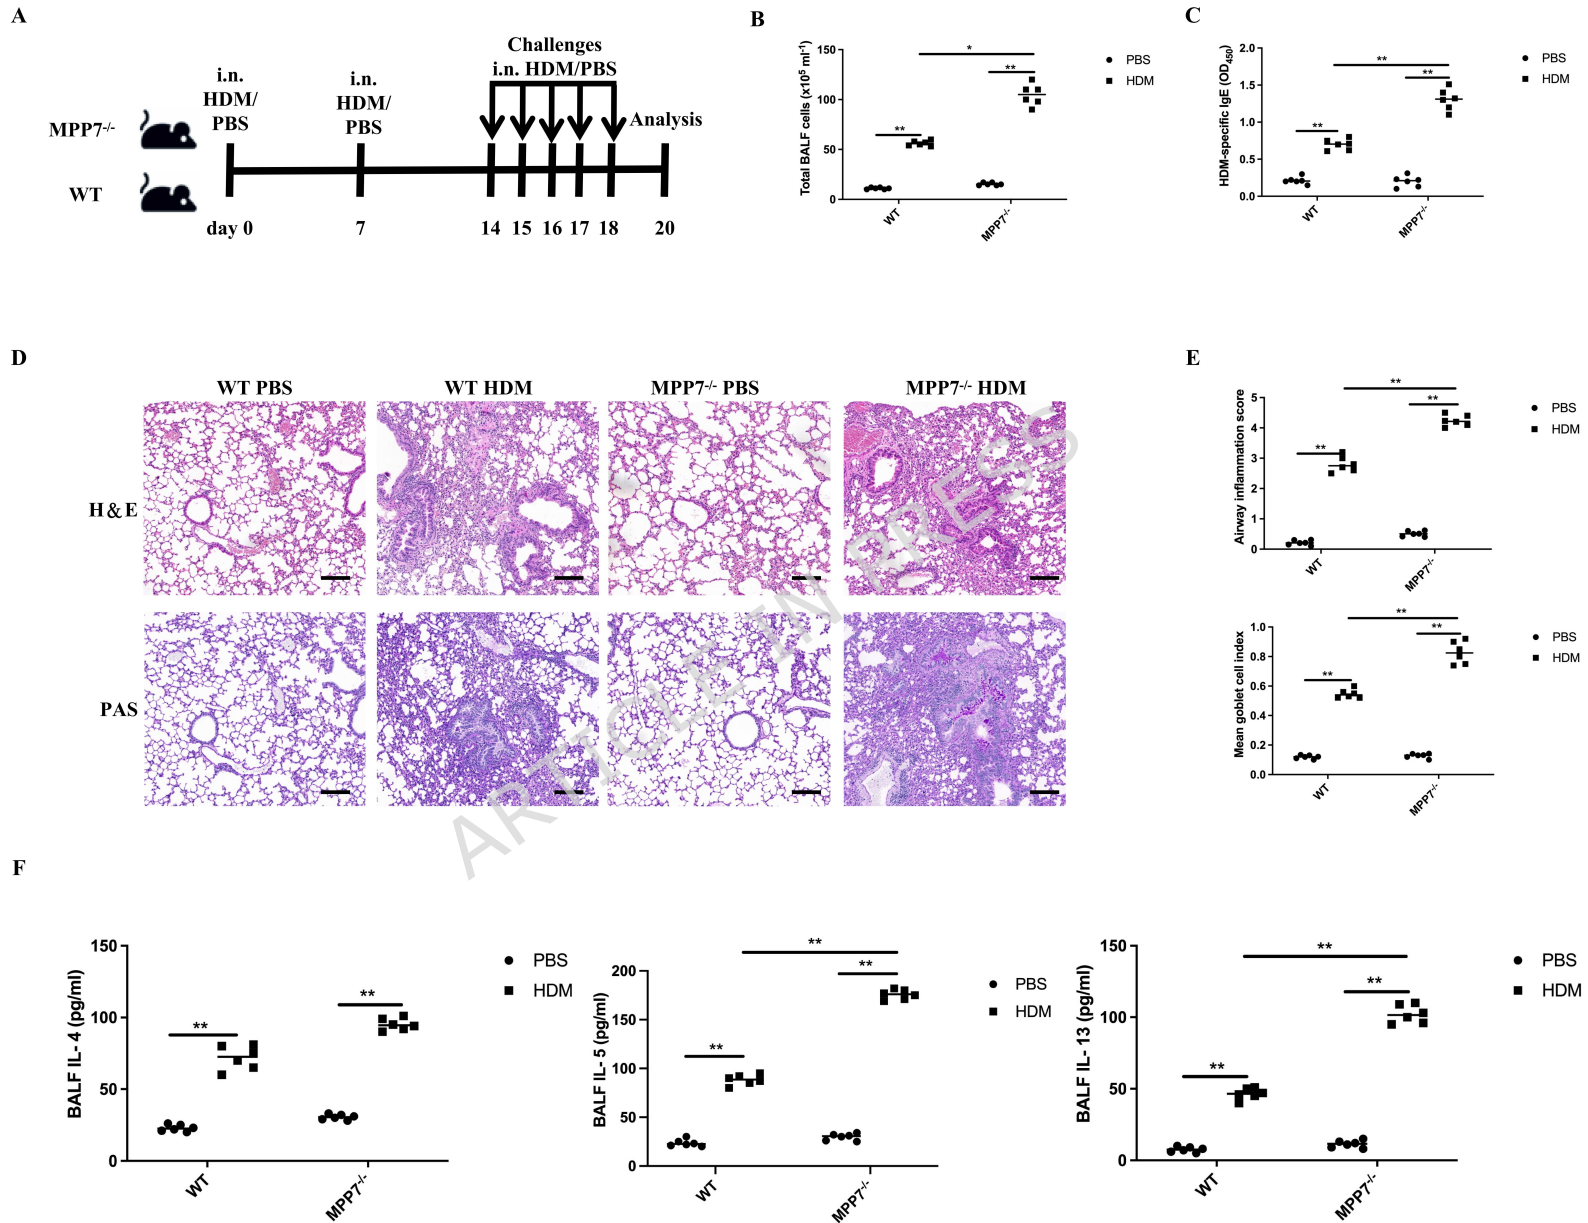 A
Challenges
i.n. HDM/PBS
i.n.
HDM/
PBS
i.n.
HDM/
PBS
Analysis
MPP7-/-
WT
day 0
7
14
15
16
17
18
20
B
Total BALF cells (x10⁵ ml⁻¹)
150
100
50
0
*
**
**
WT
MPP7-/-
PBS
HDM
C
HDM-specific IgE (OD450)
2.0
1.5
1.0
0.5
0.0
**
**
**
WT
MPP7-/-
PBS
HDM
D
WT PBS
WT HDM
MPP7-/- PBS
MPP7-/- HDM
H&E
PAS
ARTICLE IN PRESS
E
Airway inflammation score
5
4
3
2
1
0
**
**
**
WT
MPP7-/-
PBS
HDM
Mean goblet cell index
1.0
0.8
0.6
0.4
0.2
0.0
**
**
**
WT
MPP7-/-
PBS
HDM
F
BALF IL- 4 (pg/ml)
150
100
50
0
**
**
WT
MPP7-/-
PBS
HDM
BALF IL- 5 (pg/ml)
200
150
100
50
0
**
**
**
WT
MPP7-/-
PBS
HDM
BALF IL- 13 (pg/ml)
150
100
50
0
**
**
**
WT
MPP7-/-
PBS
HDM